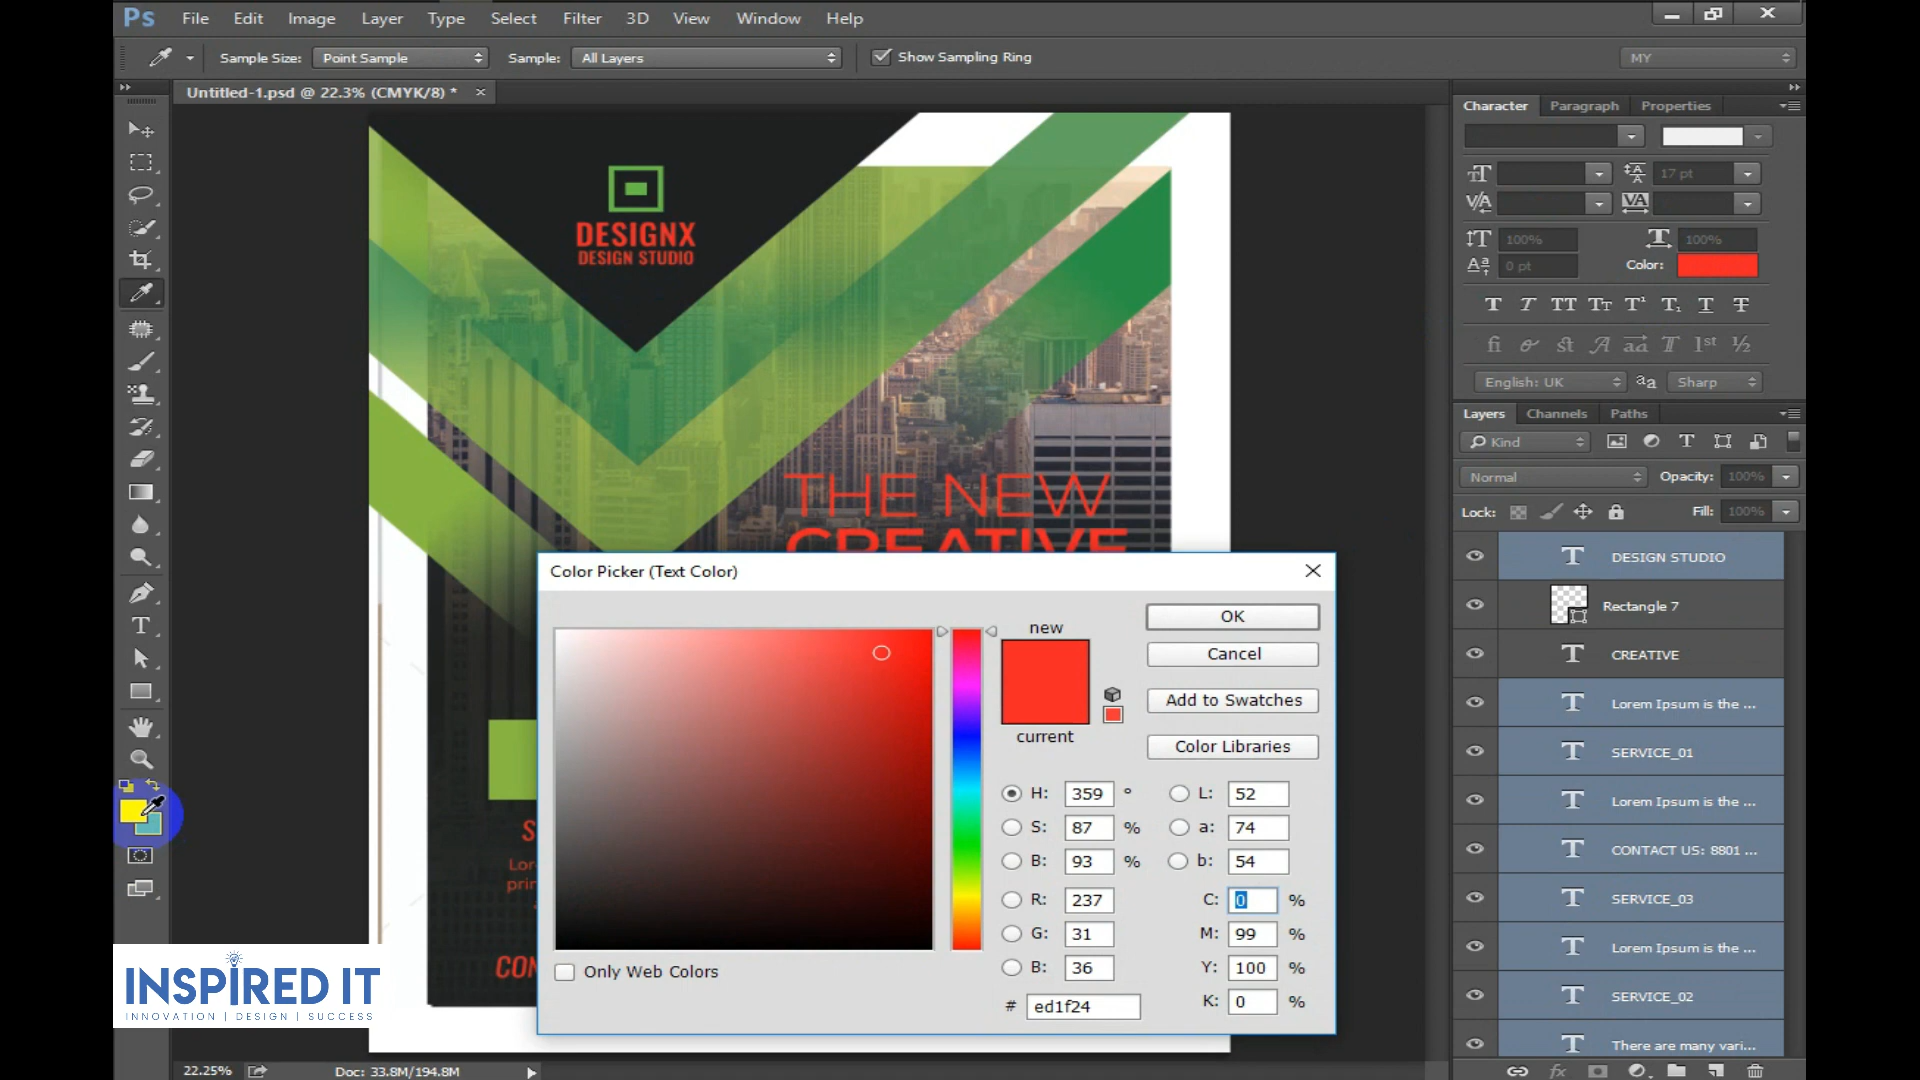 Ps File Edit Image Layer Type Select Filter 3D View Window Help
Sample Size: Point Sample Sample: All Layers Show Sampling Ring MY
Untitled-1.psd @ 22.3% (CMYK/8) * ×
Character Paragraph Properties
17 pt
100% 100%
0 pt Color:
English: UK Sharp
Layers Channels Paths
Kind
Normal Opacity: 100%
Lock: Fill: 100%
DESIGN STUDIO
Rectangle 7
CREATIVE
Lorem Ipsum is the ...
SERVICE_01
Lorem Ipsum is the ...
CONTACT US: 8801 ...
SERVICE_03
Lorem Ipsum is the ...
SERVICE_02
There are many vari...
DESIGNX
DESIGN STUDIO
THE NEW
CREATIVE
S
Lor
prin
CON
Color Picker (Text Color)
new
current
OK
Cancel
Add to Swatches
Color Libraries
H: 359 ° L: 52
S: 87 % a: 74
B: 93 % b: 54
R: 237 C: 0 %
G: 31 M: 99 %
B: 36 Y: 100 %
# ed1f24 K: 0 %
Only Web Colors
INSPIRED IT
INNOVATION | DESIGN | SUCCESS
22.25% Doc: 33.8M/194.8M